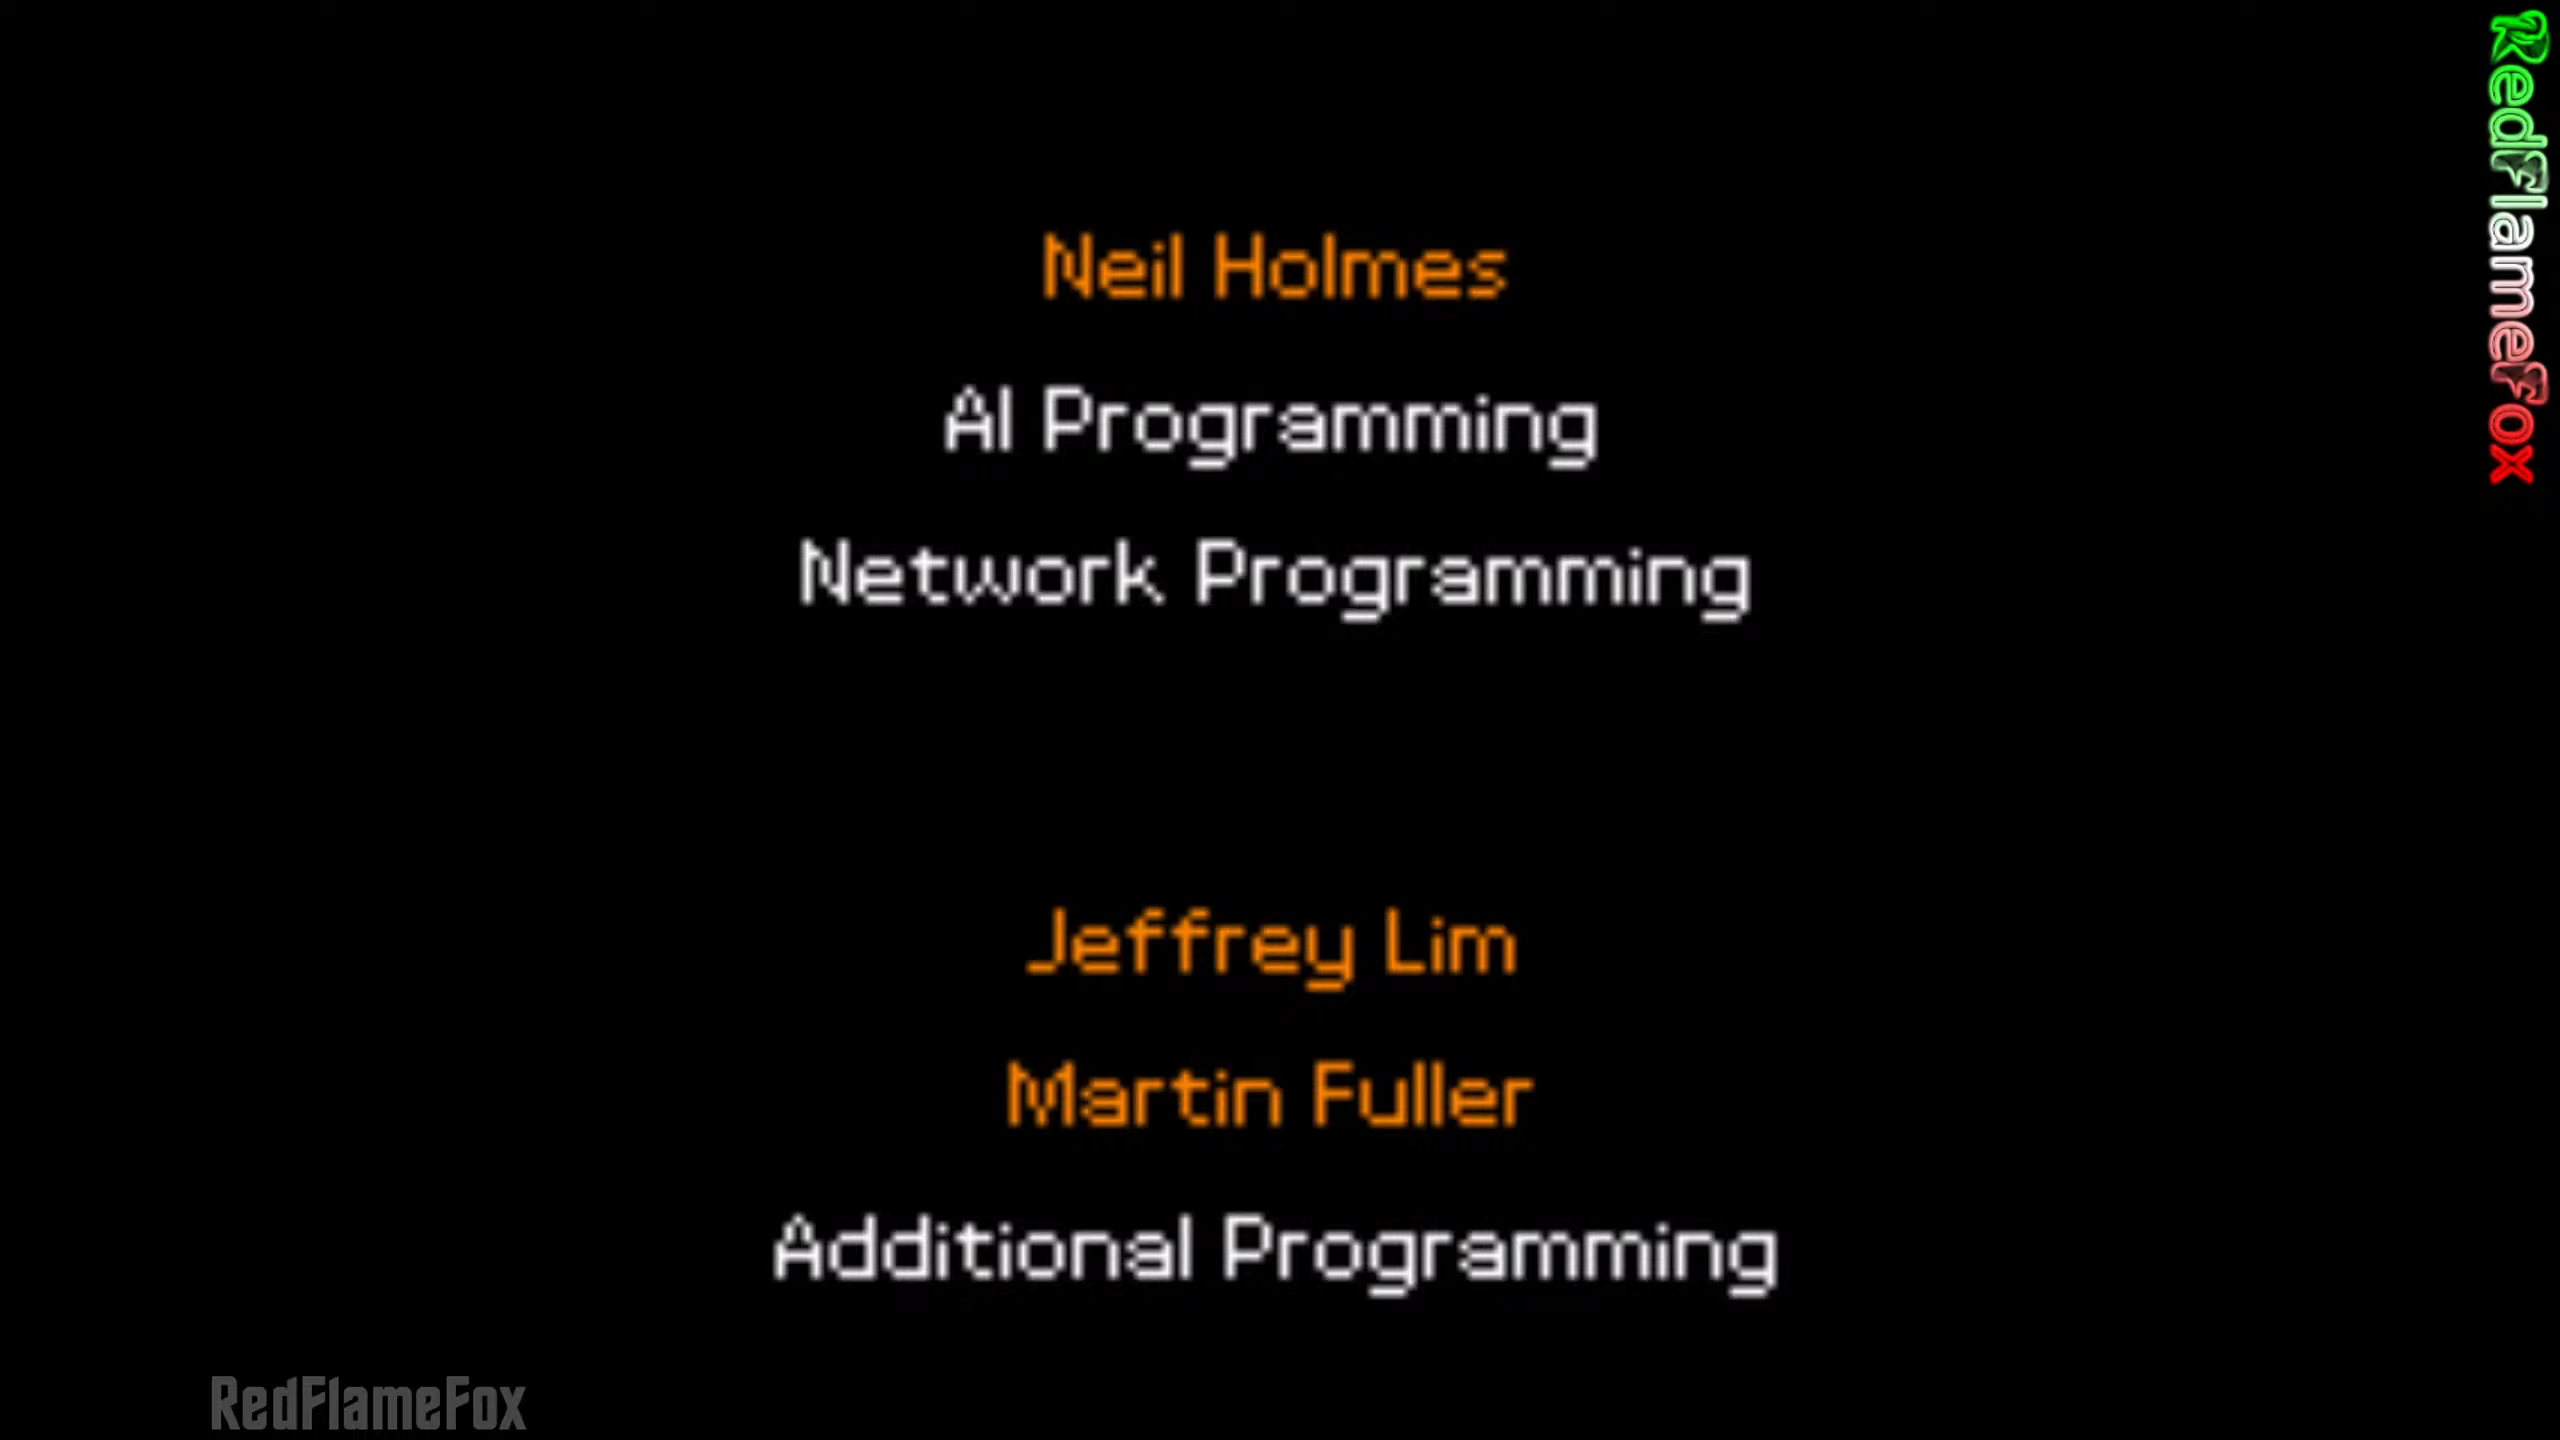 Neil Holmes
AI Programming
Network Programming
Jeffrey Lim
Martin Fuller
Additional Programming
RedFlameFox
RedFlameFox